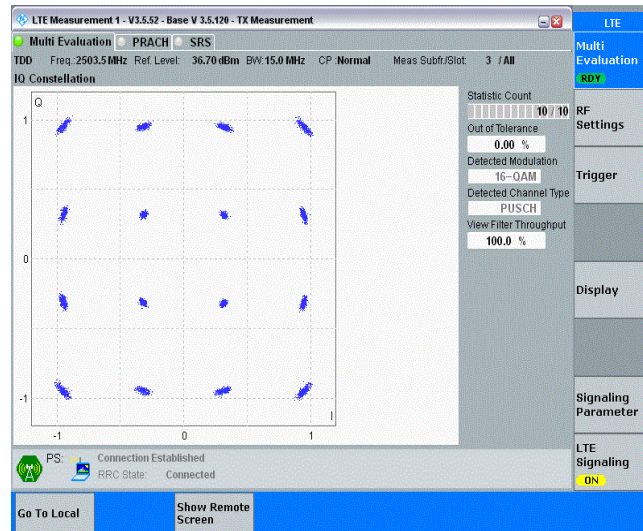 LTE Measurement 1 - V3.5.52 - Base V 3.5.120 - TX Measurement
LTE
Multi Evaluation PRACH SRS
Multi Evaluation
RDY
TDD Freq.:2503.5 MHz Ref. Level: 36.70 dBm BW:15.0 MHz CP :Normal Meas Subfr./Slot: 3 / All
IQ Constellation
Q
1
0
-1
-1 0 1
I
Statistic Count
10 / 10
Out of Tolerance
0.00 %
Detected Modulation
16-QAM
Detected Channel Type
PUSCH
View Filter Throughput
100.0 %
RF Settings
Trigger
Display
Signaling Parameter
LTE Signaling
ON
PS: Connection Established
RRC State: Connected
Go To Local
Show Remote Screen